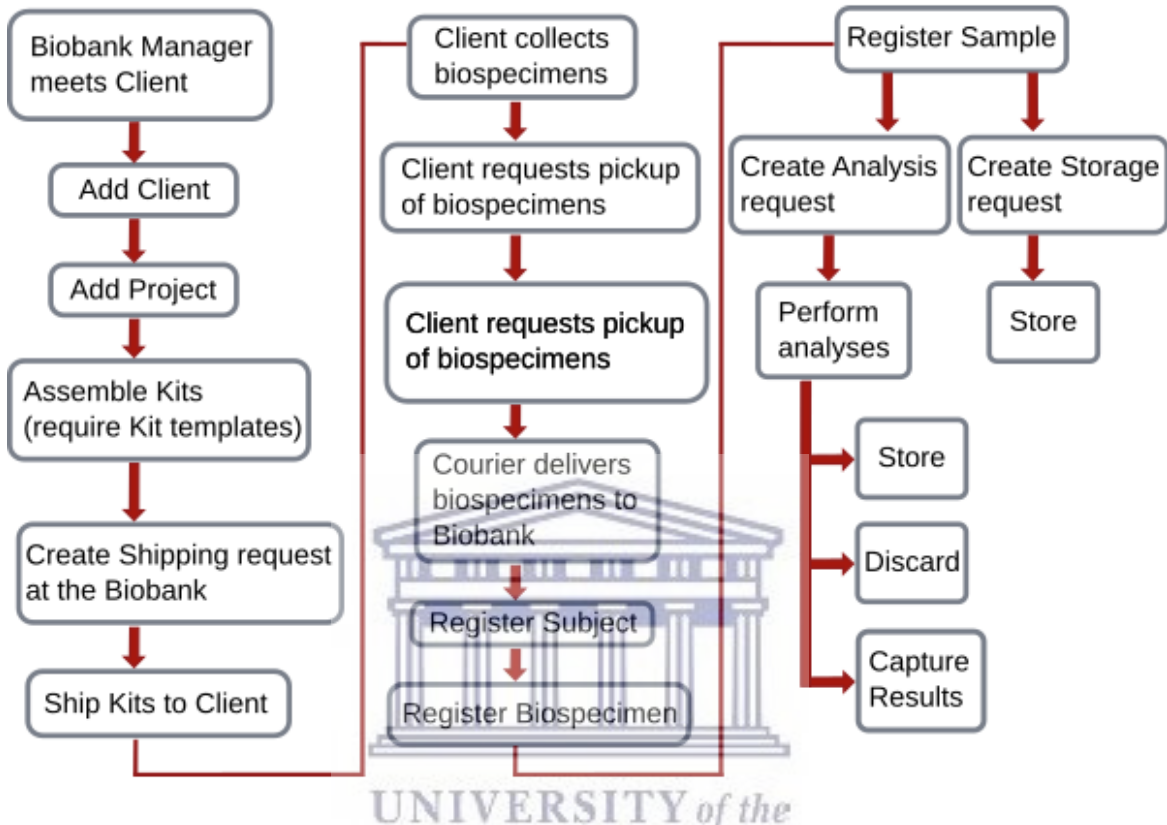 Biobank Manager
meets Client
Add Client
Add Project
Assemble Kits
(require Kit templates)
Create Shipping request
at the Biobank
Ship Kits to Client
Client collects
biospecimens
Client requests pickup
of biospecimens
Client requests pickup
of biospecimens
Courier delivers
biospecimens to
Biobank
Register Subject
Register Biospecimen
Register Sample
Create Analysis
request
Create Storage
request
Perform
analyses
Store
Store
Discard
Capture
Results
UNIVERSITY of the